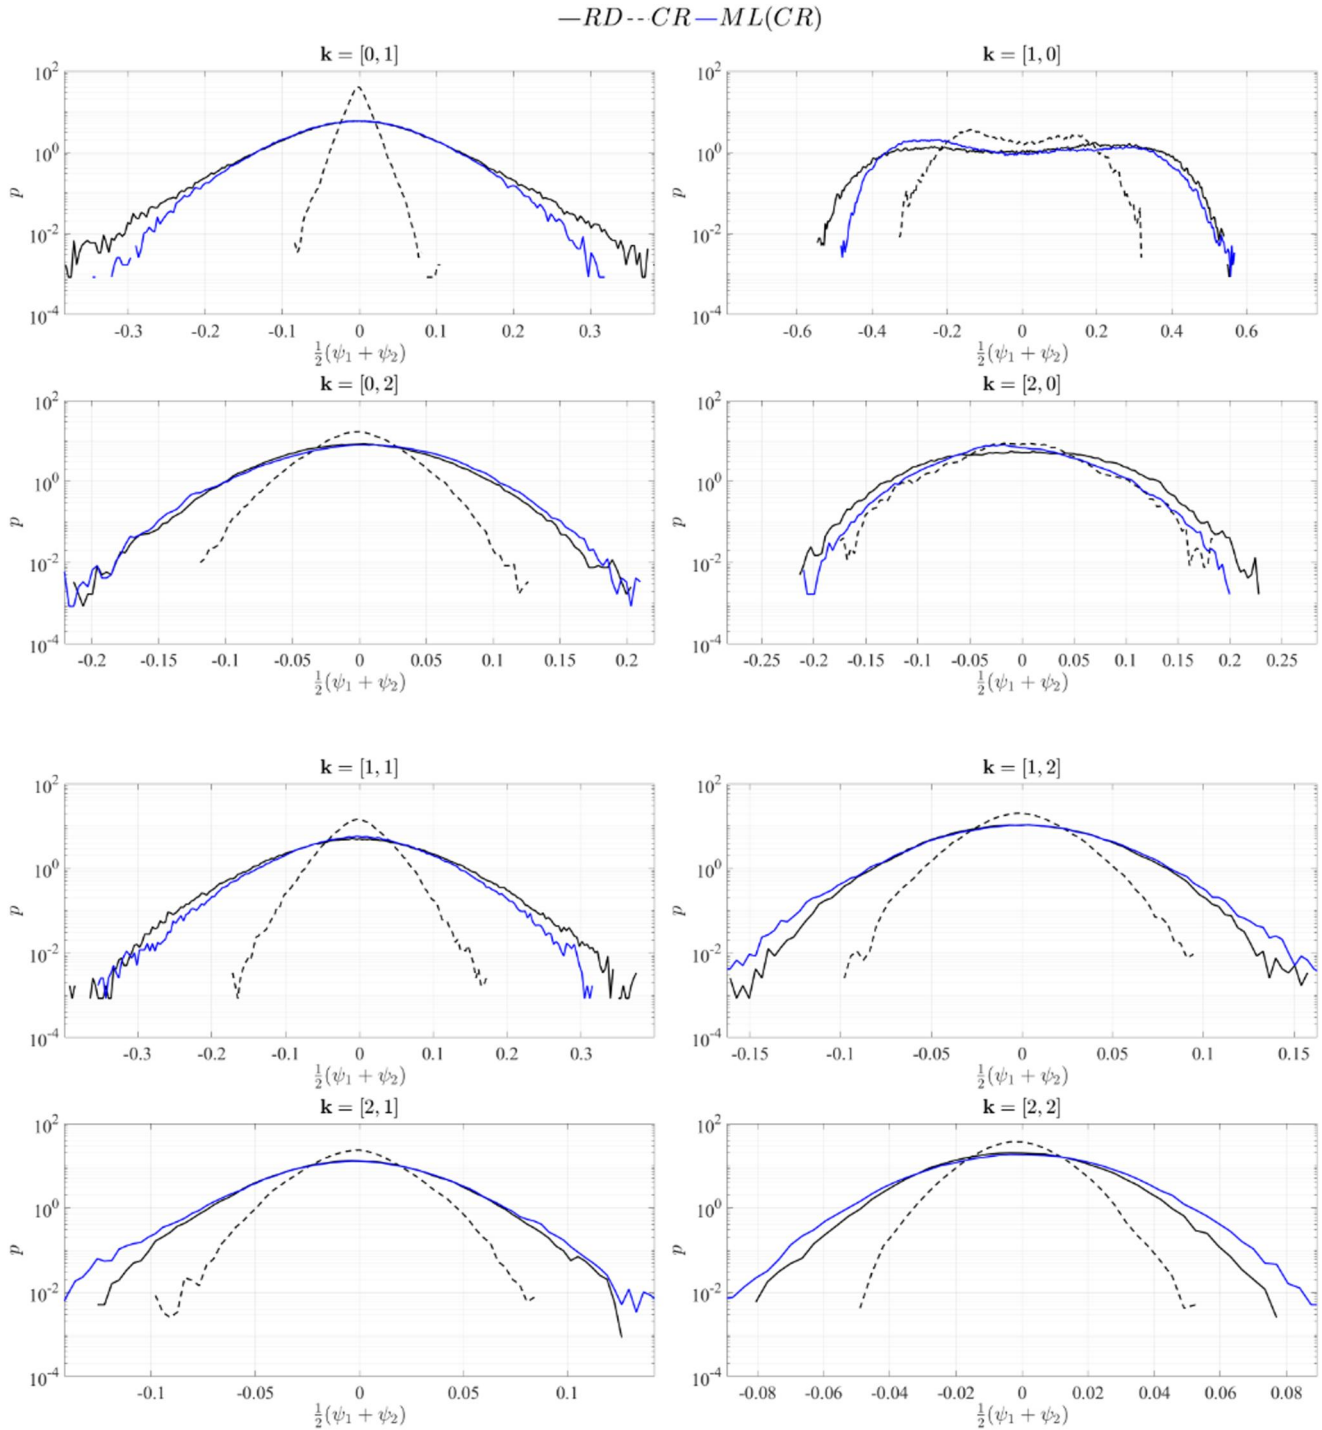 —RD--·CR—ML(CR)
k = [0, 1]
10^2
10^0
10^-2
10^-4
p
-0.3 -0.2 -0.1 0 0.1 0.2 0.3
½(ψ₁ + ψ₂)
k = [1, 0]
10^2
10^0
10^-2
10^-4
p
-0.6 -0.4 -0.2 0 0.2 0.4 0.6
½(ψ₁ + ψ₂)
k = [0, 2]
10^2
10^0
10^-2
10^-4
p
-0.2 -0.15 -0.1 -0.05 0 0.05 0.1 0.15 0.2
½(ψ₁ + ψ₂)
k = [2, 0]
10^2
10^0
10^-2
10^-4
p
-0.25 -0.2 -0.15 -0.1 -0.05 0 0.05 0.1 0.15 0.2 0.25
½(ψ₁ + ψ₂)
k = [1, 1]
10^2
10^0
10^-2
10^-4
p
-0.3 -0.2 -0.1 0 0.1 0.2 0.3
½(ψ₁ + ψ₂)
k = [1, 2]
10^2
10^0
10^-2
10^-4
p
-0.15 -0.1 -0.05 0 0.05 0.1 0.15
½(ψ₁ + ψ₂)
k = [2, 1]
10^2
10^0
10^-2
10^-4
p
-0.1 -0.05 0 0.05 0.1
½(ψ₁ + ψ₂)
k = [2, 2]
10^2
10^0
10^-2
10^-4
p
-0.08 -0.06 -0.04 -0.02 0 0.02 0.04 0.06 0.08
½(ψ₁ + ψ₂)